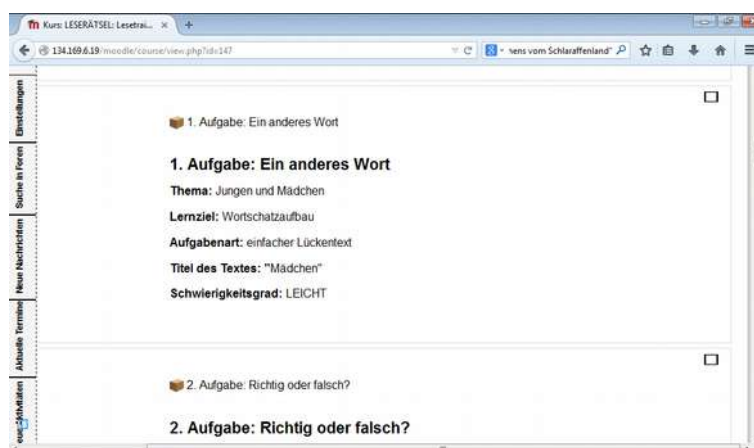 Kurs: LESERÄTSEL: Lesetrai...
134.169.6.19/moodle/course/view.php?id=147
sens vom Schlaraffenland"
Einstellungen
Suche in Foren
Neue Nachrichten
Aktuelle Termine
1. Aufgabe: Ein anderes Wort
1. Aufgabe: Ein anderes Wort
Thema: Jungen und Mädchen
Lernziel: Wortschatzaufbau
Aufgabenart: einfacher Lückentext
Titel des Textes: "Mädchen"
Schwierigkeitsgrad: LEICHT
2. Aufgabe: Richtig oder falsch?
2. Aufgabe: Richtig oder falsch?